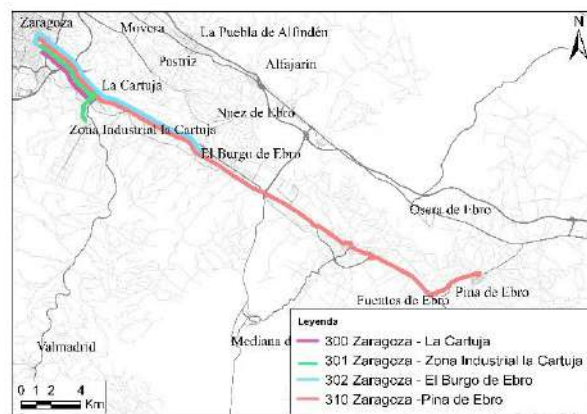 Zaragoza
Movera
La Puebla de Alfindén
N
Pastriz
Alfajarín
La Cartuja
Nuez de Ebro
Zona Industrial la Cartuja
El Burgo de Ebro
Osera de Ebro
Fuentes de Ebro
Pina de Ebro
Mediana d
Valmadrid
Leyenda
300 Zaragoza - La Cartuja
301 Zaragoza - Zona Industrial la Cartuja
302 Zaragoza - El Burgo de Ebro
310 Zaragoza -Pina de Ebro
0 1 2 4
Km